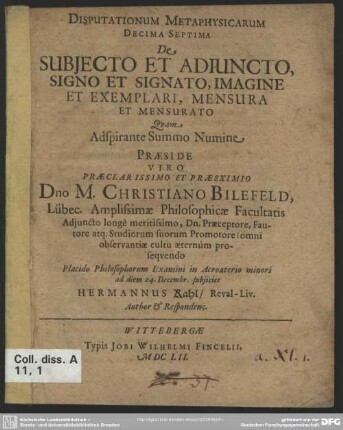 DISPUTATIONUM METAPHYSICARUM
DECIMA SEPTIMA
De
SUBJECTO ET ADJUNCTO,
SIGNO ET SIGNATO, IMAGINE
ET EXEMPLARI, MENSURA
ET MENSURATO
Quam
Adspirante Summo Numine
PRÆSIDE
VIRO
PRÆCLARISSIMO ET PRÆEXIMIO
Dno M. CHRISTIANO BILEFELD,
Lübec. Amplissimæ Philosophicæ Facultatis
Adjuncto longè meritissimo, Dn. Præceptore, Fau-
tore atq; Studiorum suorum Promotore omni
observantiæ cultu æternùm pro-
seqvendo
Placido Philosophorum Examini in Acroaterio minori
ad diem 24. Decembr. subjiciet
HERMANNUS Rahl / Reval-Liv.
Author & Respondens.
WITTEBERGÆ
Typis JOBI WILHELMI FINCELII,
M DC LII.
a. XI. 1.
37.
Coll. diss. A
11, 1
DFG